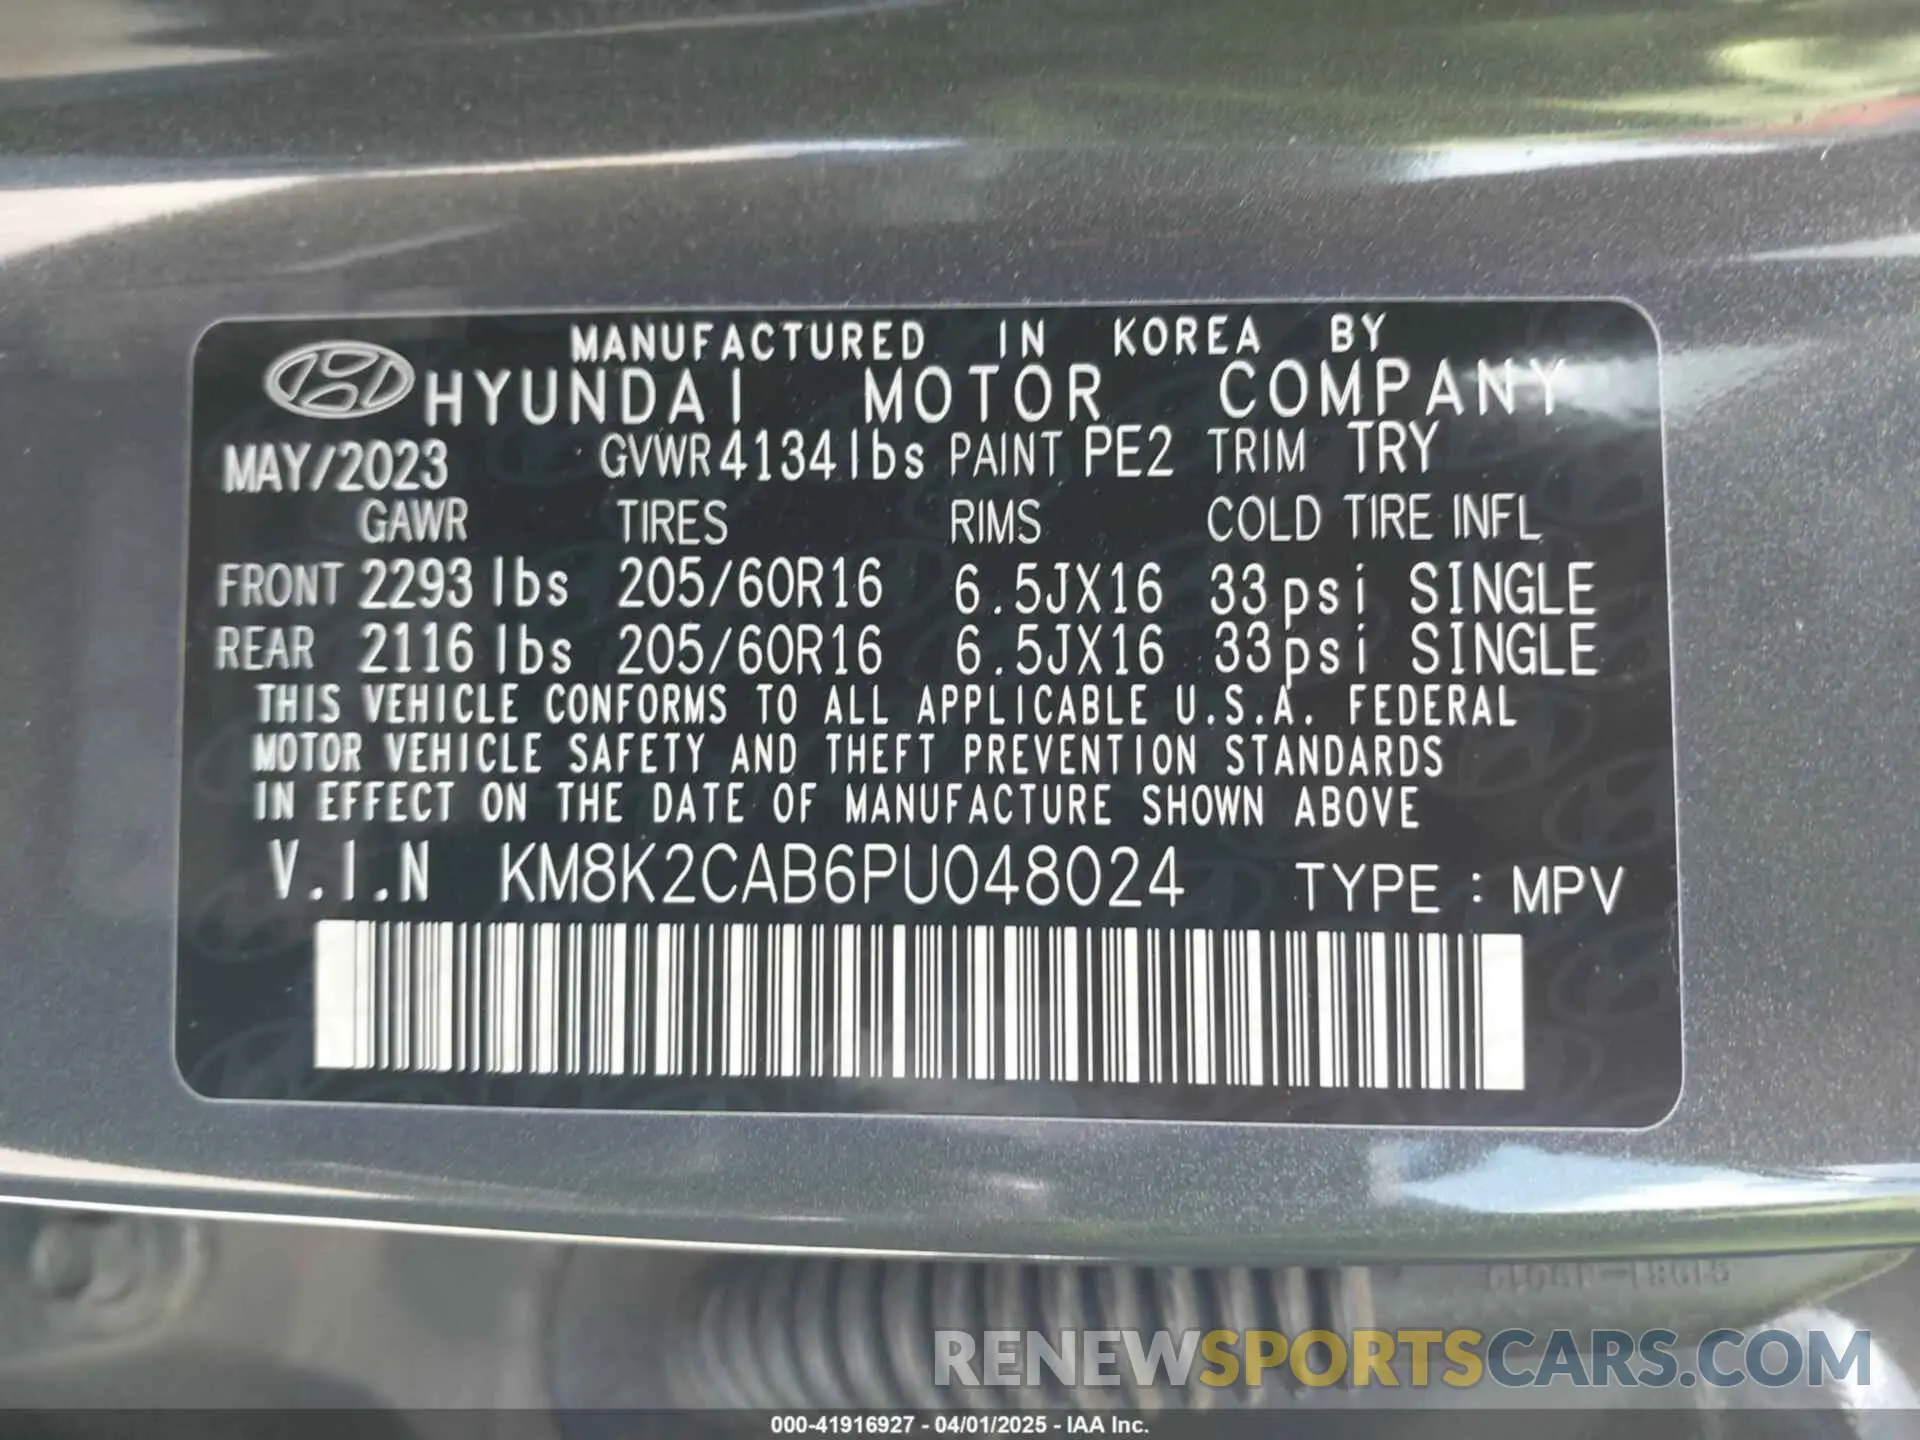 MANUFACTURED IN KOREA BY
HYUNDAI MOTOR COMPANY
MAY/2023 GVWR 4134lbs PAINT PE2 TRIM TRY
GAWR TIRES RIMS COLD TIRE INFL
FRONT 2293lbs 205/60R16 6.5JX16 33psi SINGLE
REAR 2116lbs 205/60R16 6.5JX16 33psi SINGLE
THIS VEHICLE CONFORMS TO ALL APPLICABLE U.S.A. FEDERAL
MOTOR VEHICLE SAFETY AND THEFT PREVENTION STANDARDS
IN EFFECT ON THE DATE OF MANUFACTURE SHOWN ABOVE
V.I.N KM8K2CAB6PU048024 TYPE : MPV
RENEWSPORTSCARS.COM
000-41916927 - 04/01/2025 - IAA Inc.